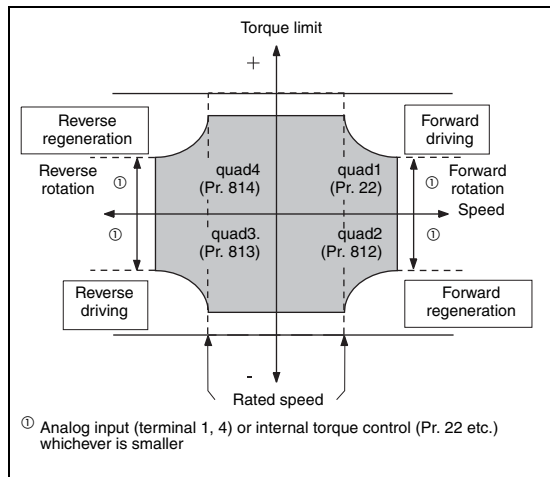 Torque limit
+
Reverse
regeneration
Forward
driving
Reverse
rotation
①
quad4
(Pr. 814)
quad1
(Pr. 22)
①
Forward
rotation
Speed
①
quad3.
(Pr. 813)
quad2
(Pr. 812)
①
Reverse
driving
Forward
regeneration
-
Rated speed
① Analog input (terminal 1, 4) or internal torque control (Pr. 22 etc.)
whichever is smaller